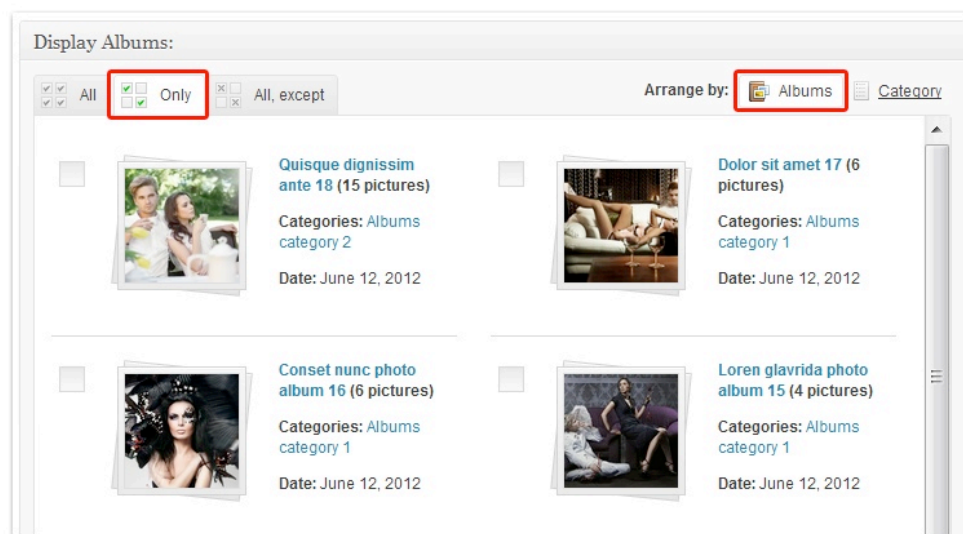 Display Albums:
All
Only
All, except
Arrange by:
Albums
Category
Quisque dignissim
ante 18 (15 pictures)
Categories: Albums
category 2
Date: June 12, 2012
Dolor sit amet 17 (6
pictures)
Categories: Albums
category 1
Date: June 12, 2012
Conset nunc photo
album 16 (6 pictures)
Categories: Albums
category 1
Date: June 12, 2012
Loren glavrida photo
album 15 (4 pictures)
Categories: Albums
category 1
Date: June 12, 2012